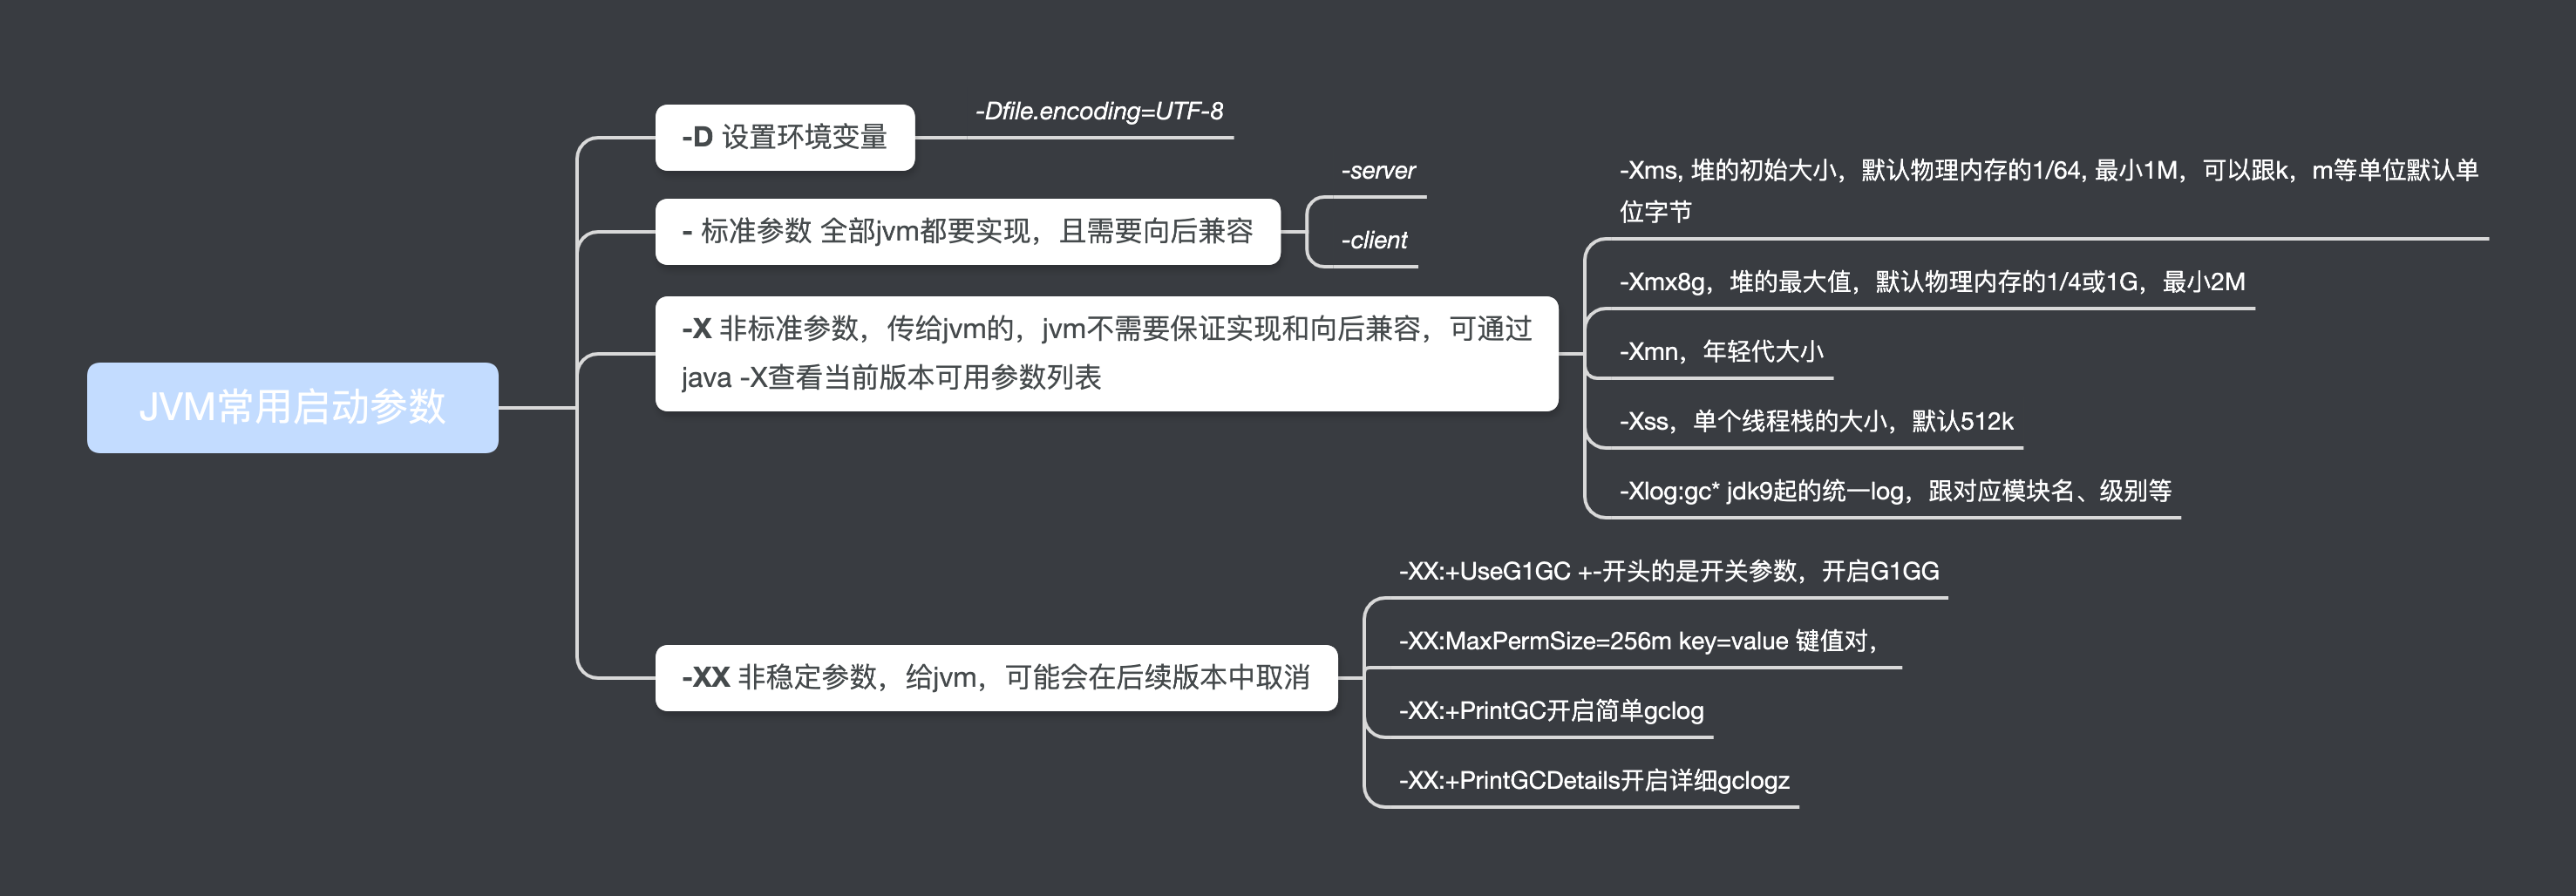 JVM常用启动参数
-D 设置环境变量
-Dfile.encoding=UTF-8
- 标准参数 全部jvm都要实现，且需要向后兼容
-server
-client
-X 非标准参数，传给jvm的，jvm不需要保证实现和向后兼容，可通过
java -X查看当前版本可用参数列表
-Xms, 堆的初始大小，默认物理内存的1/64, 最小1M，可以跟k，m等单位默认单
位字节
-Xmx8g，堆的最大值，默认物理内存的1/4或1G，最小2M
-Xmn，年轻代大小
-Xss，单个线程栈的大小，默认512k
-Xlog:gc* jdk9起的统一log，跟对应模块名、级别等
-XX 非稳定参数，给jvm，可能会在后续版本中取消
-XX:+UseG1GC +-开头的是开关参数，开启G1GG
-XX:MaxPermSize=256m key=value 键值对，
-XX:+PrintGC开启简单gclog
-XX:+PrintGCDetails开启详细gclogz